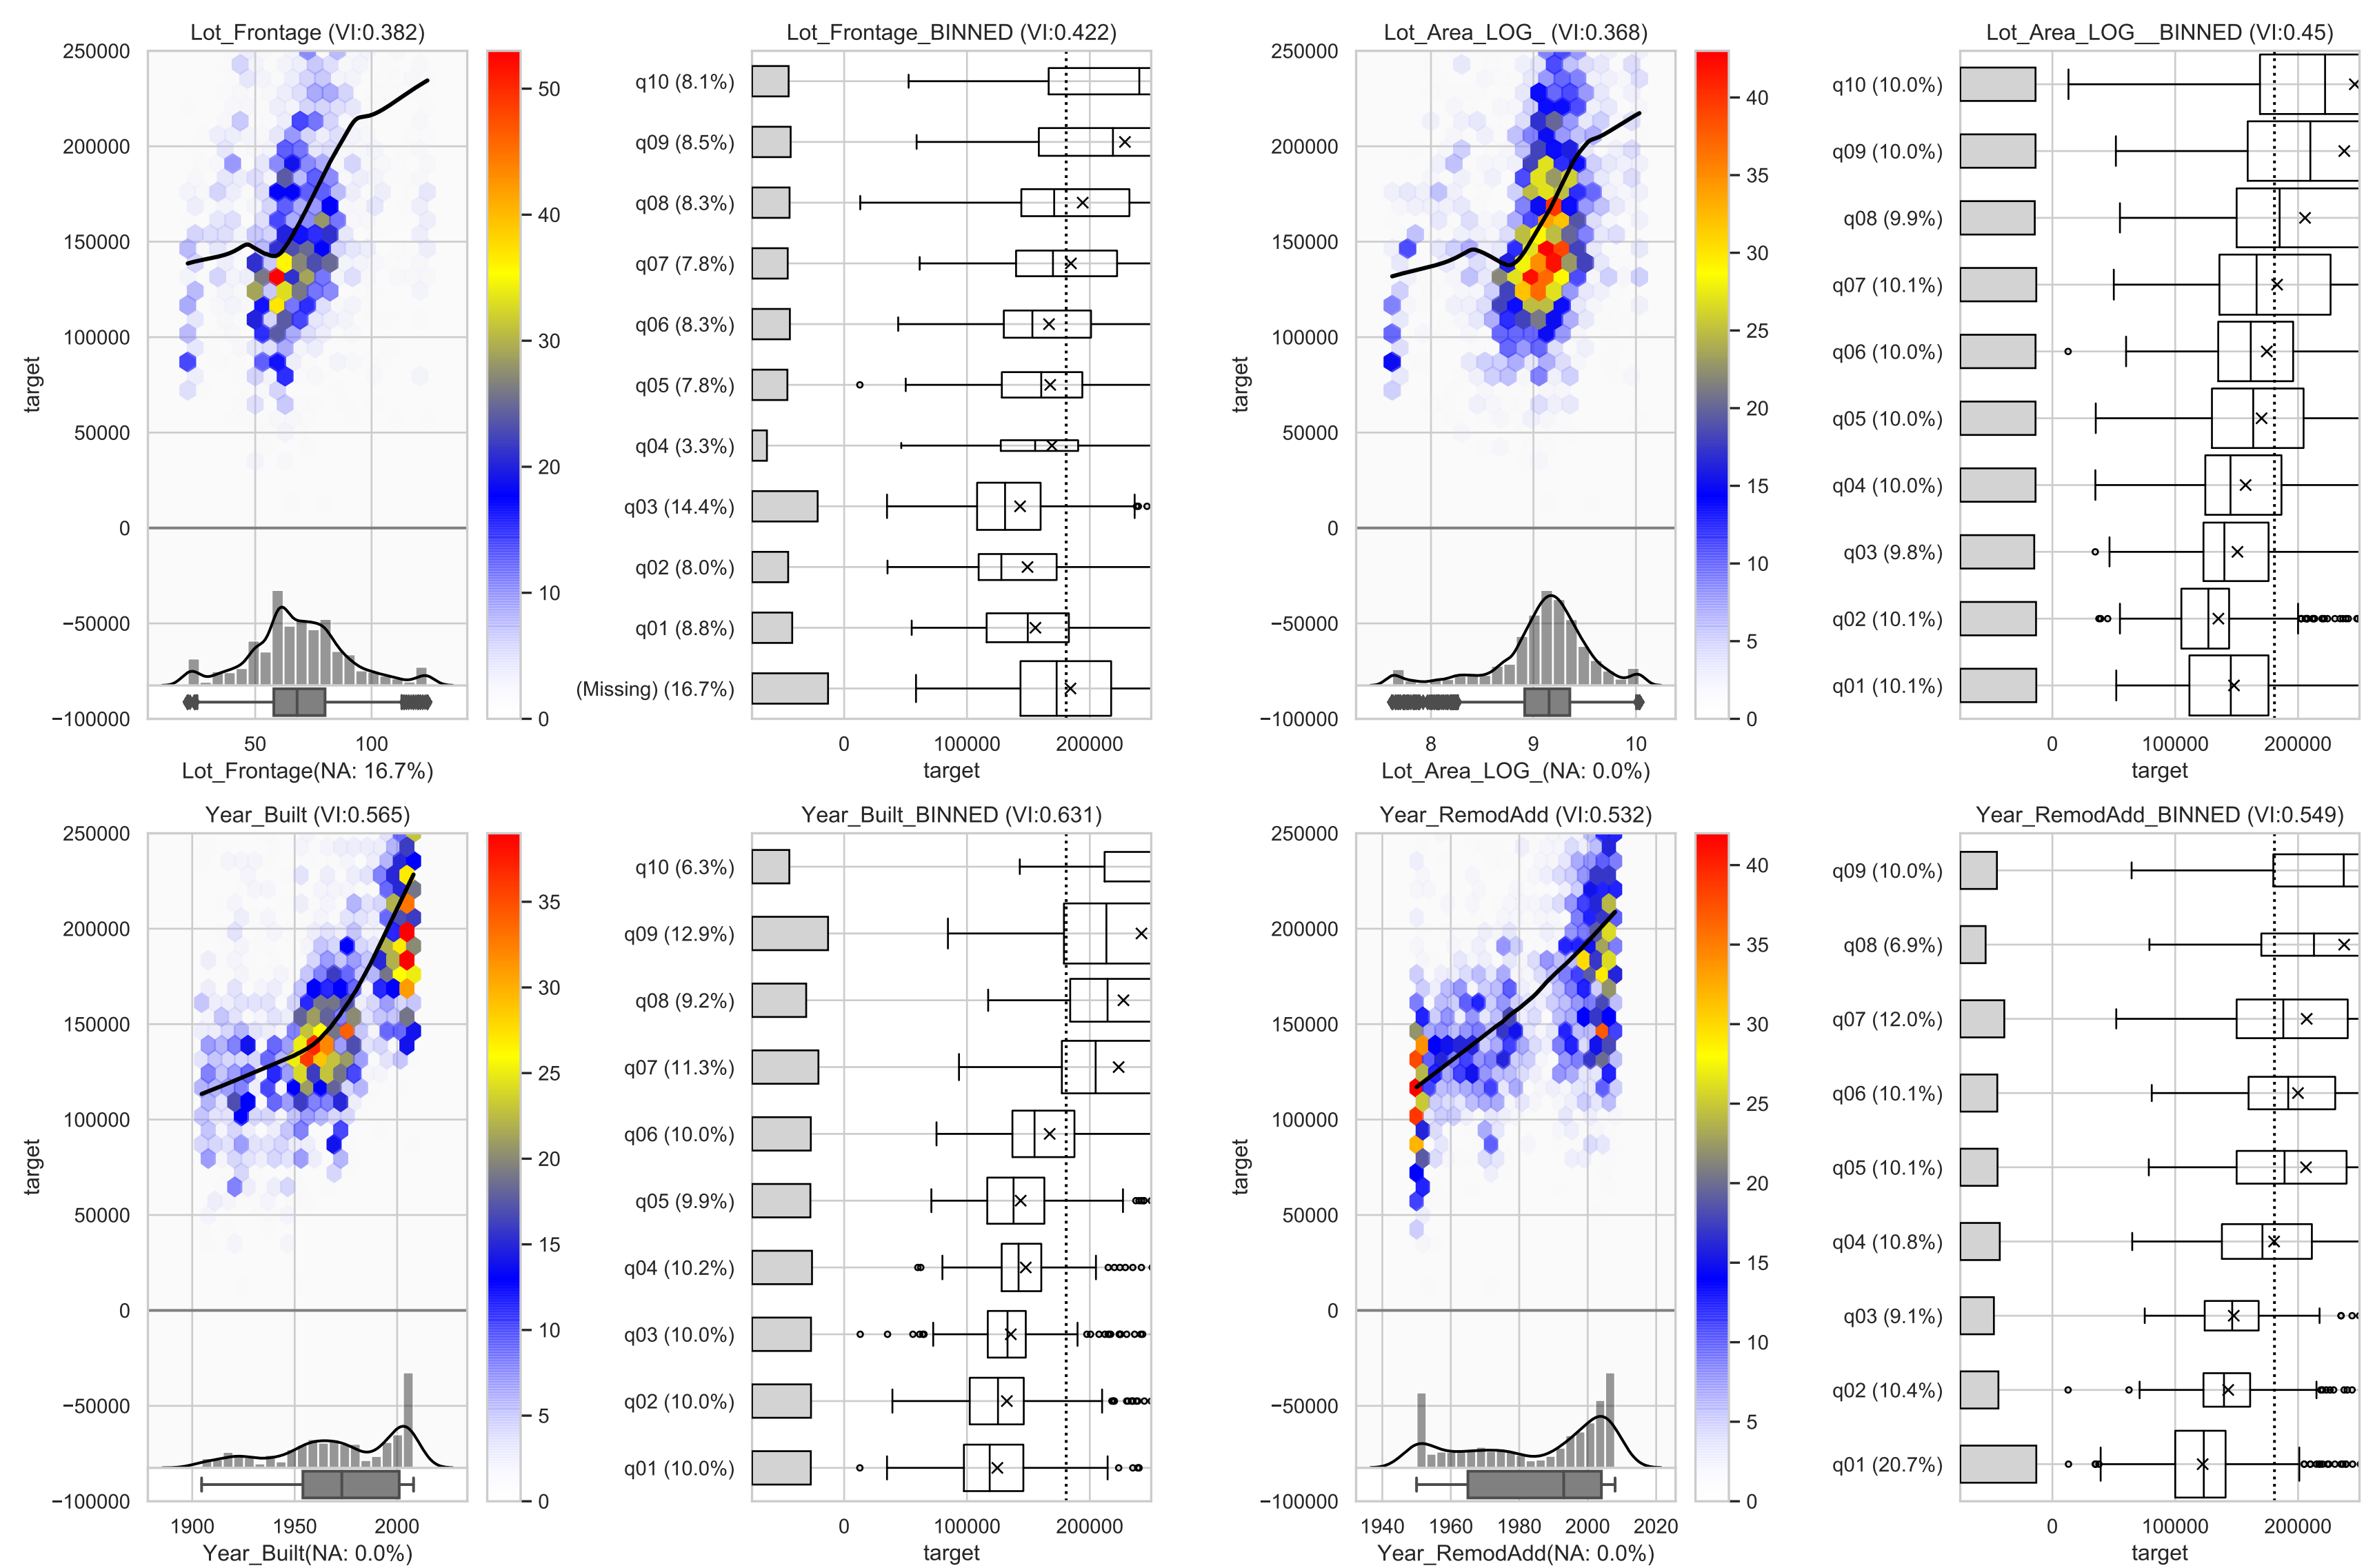 Lot_Frontage (VI:0.382)
250000
200000
150000
100000
50000
0
−50000
−100000
target
50
100
Lot_Frontage(NA: 16.7%)
50
40
30
20
10
0
Lot_Frontage_BINNED (VI:0.422)
q10 (8.1%)
q09 (8.5%)
q08 (8.3%)
q07 (7.8%)
q06 (8.3%)
q05 (7.8%)
q04 (3.3%)
q03 (14.4%)
q02 (8.0%)
q01 (8.8%)
(Missing) (16.7%)
0
100000
200000
target
Lot_Area_LOG_ (VI:0.368)
250000
200000
150000
100000
50000
0
−50000
−100000
target
8
9
10
Lot_Area_LOG_(NA: 0.0%)
40
35
30
25
20
15
10
5
0
Lot_Area_LOG__BINNED (VI:0.45)
q10 (10.0%)
q09 (10.0%)
q08 (9.9%)
q07 (10.1%)
q06 (10.0%)
q05 (10.0%)
q04 (10.0%)
q03 (9.8%)
q02 (10.1%)
q01 (10.1%)
0
100000
200000
target
Year_Built (VI:0.565)
250000
200000
150000
100000
50000
0
−50000
−100000
target
1900
1950
2000
Year_Built(NA: 0.0%)
35
30
25
20
15
10
5
0
Year_Built_BINNED (VI:0.631)
q10 (6.3%)
q09 (12.9%)
q08 (9.2%)
q07 (11.3%)
q06 (10.0%)
q05 (9.9%)
q04 (10.2%)
q03 (10.0%)
q02 (10.0%)
q01 (10.0%)
0
100000
200000
target
Year_RemodAdd (VI:0.532)
250000
200000
150000
100000
50000
0
−50000
−100000
target
1940
1960
1980
2000
2020
Year_RemodAdd(NA: 0.0%)
40
35
30
25
20
15
10
5
0
Year_RemodAdd_BINNED (VI:0.549)
q09 (10.0%)
q08 (6.9%)
q07 (12.0%)
q06 (10.1%)
q05 (10.1%)
q04 (10.8%)
q03 (9.1%)
q02 (10.4%)
q01 (20.7%)
0
100000
200000
target